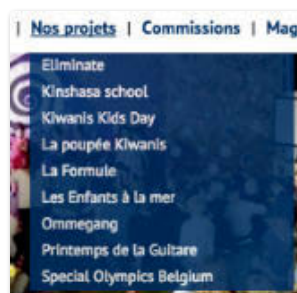 | Nos projets | Commissions | Mag
Eliminate
Kinshasa school
Kiwanis Kids Day
La poupée Kiwanis
La Formule
Les Enfants à la mer
Ommegang
Printemps de la Guitare
Special Olympics Belgium